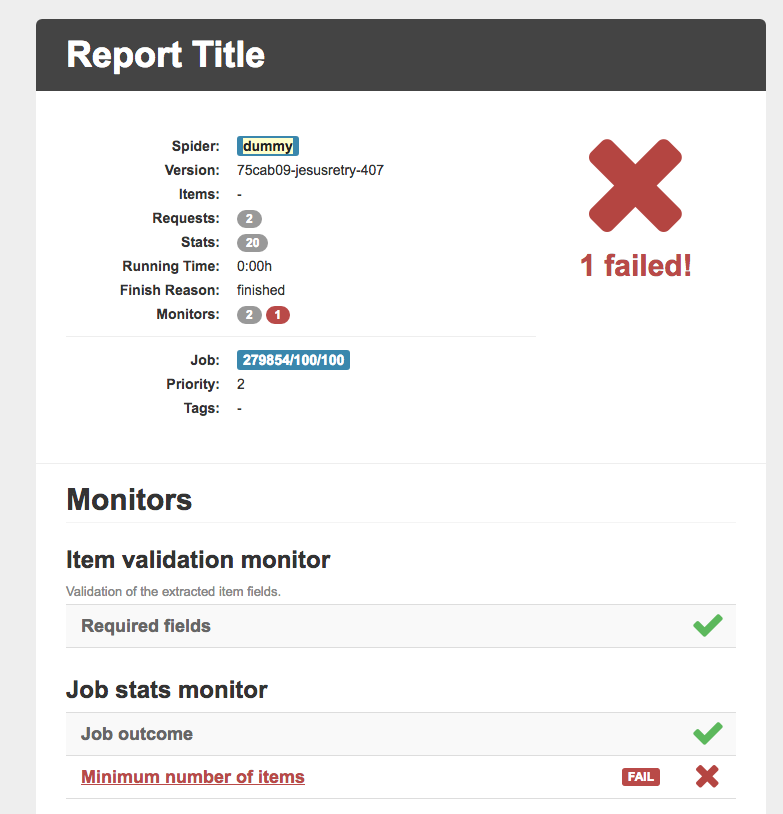 Report Title
Spider: dummy
Version: 75cab09-jesusretry-407
Items: -
Requests: 2
Stats: 20
Running Time: 0:00h
Finish Reason: finished
Monitors: 2 1
1 failed!
Job: 279854/100/100
Priority: 2
Tags: -
Monitors
Item validation monitor
Validation of the extracted item fields.
Required fields
Job stats monitor
Job outcome
Minimum number of items FAIL